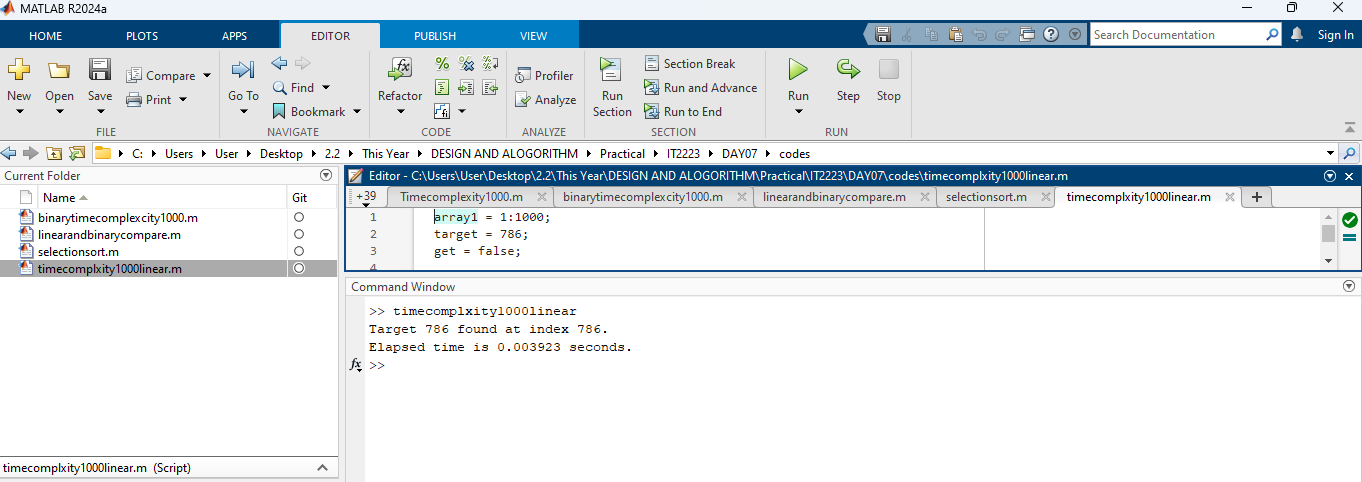 MATLAB R2024a
HOME PLOTS APPS EDITOR PUBLISH VIEW Search Documentation Sign In
New Open Save Compare Print Go To Find Bookmark Refactor Profiler Analyze Run Section Section Break Run and Advance Run to End Run Step Stop
FILE NAVIGATE CODE ANALYZE SECTION RUN
C: Users User Desktop 2.2 This Year DESIGN AND ALOGORITHM Practical IT2223 DAY07 codes
Current Folder
Name Git
binarytimecomplexcity1000.m
linearandbinarycompare.m
selectionsort.m
timecomplxity1000linear.m
timecomplxity1000linear.m (Script)
Editor - C:\Users\User\Desktop\2.2\This Year\DESIGN AND ALOGORITHM\Practical\IT2223\DAY07\codes\timecomplxity1000linear.m
+39 Timecomplexity1000.m binarytimecomplexcity1000.m linearandbinarycompare.m selectionsort.m timecomplxity1000linear.m
1 array1 = 1:1000;
2 target = 786;
3 get = false;
4
Command Window
>> timecomplxity1000linear
Target 786 found at index 786.
Elapsed time is 0.003923 seconds.
fx >>